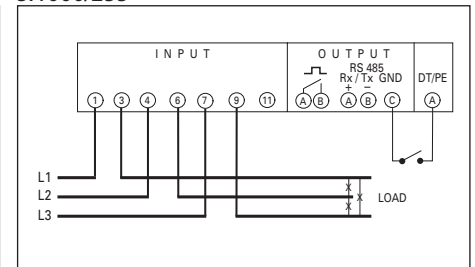 INPUT OUTPUT
RS 485
Rx / Tx GND DT/PE
+ −
1 3 4 6 7 9 11 A B A B C A
L1
L2 LOAD
L3